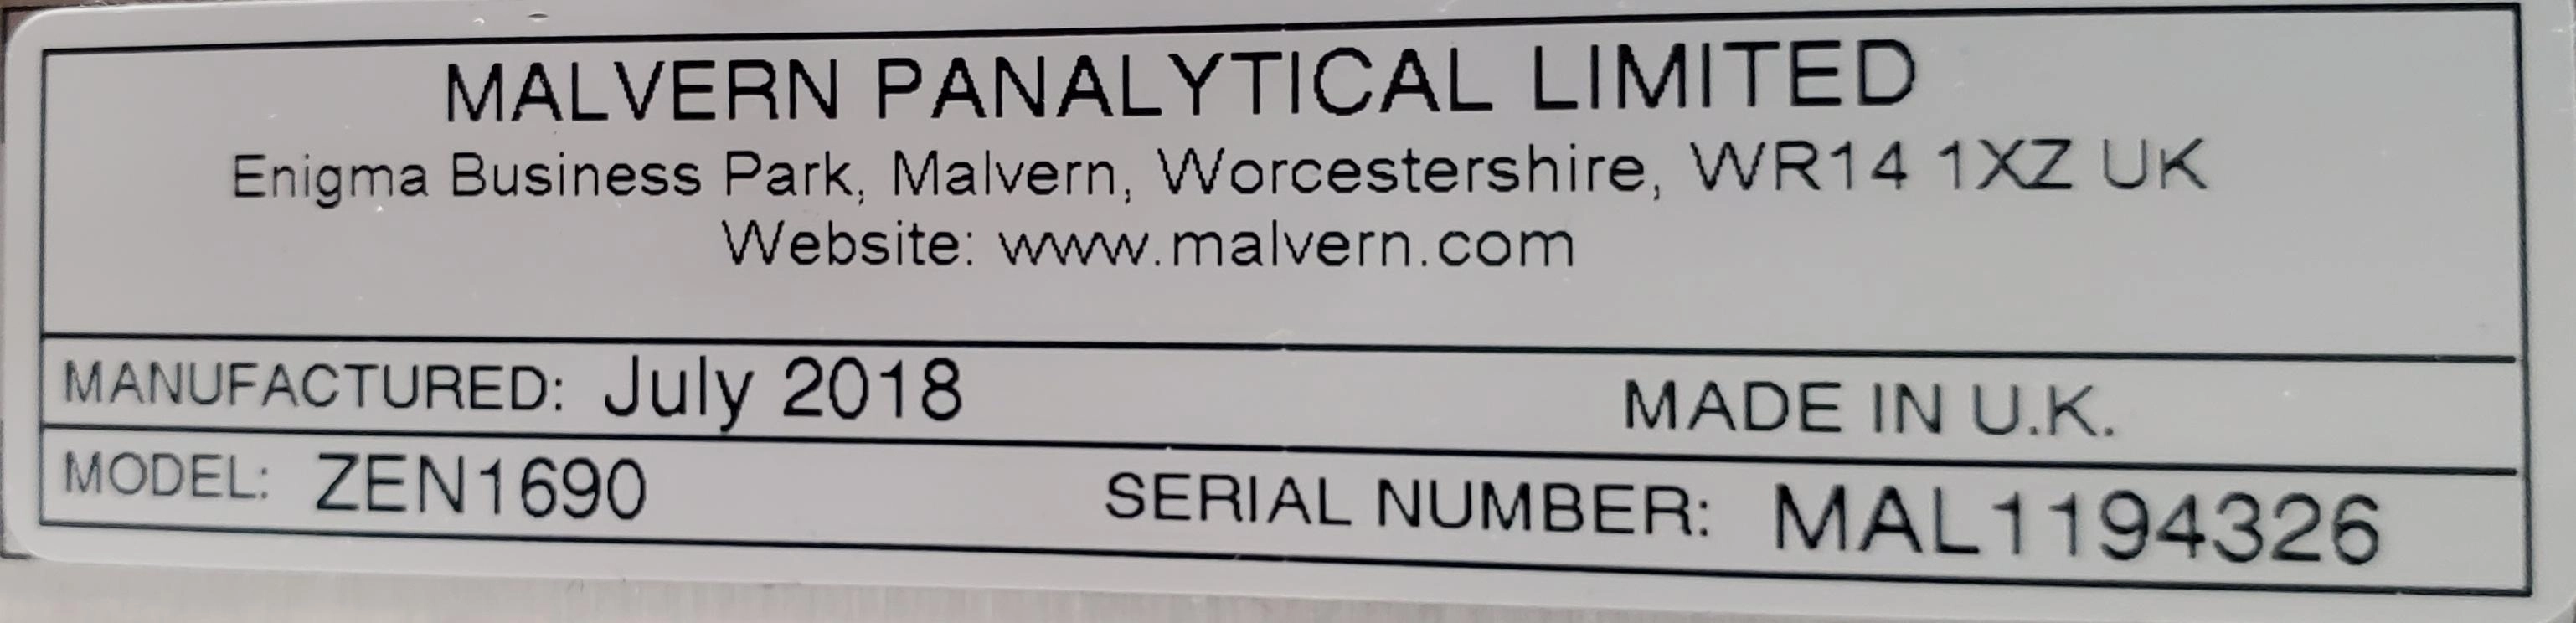 MALVERN PANALYTICAL LIMITED
Enigma Business Park, Malvern, Worcestershire, WR14 1XZ UK
Website: www.malvern.com
MANUFACTURED: July 2018 MADE IN U.K.
MODEL: ZEN1690 SERIAL NUMBER: MAL1194326